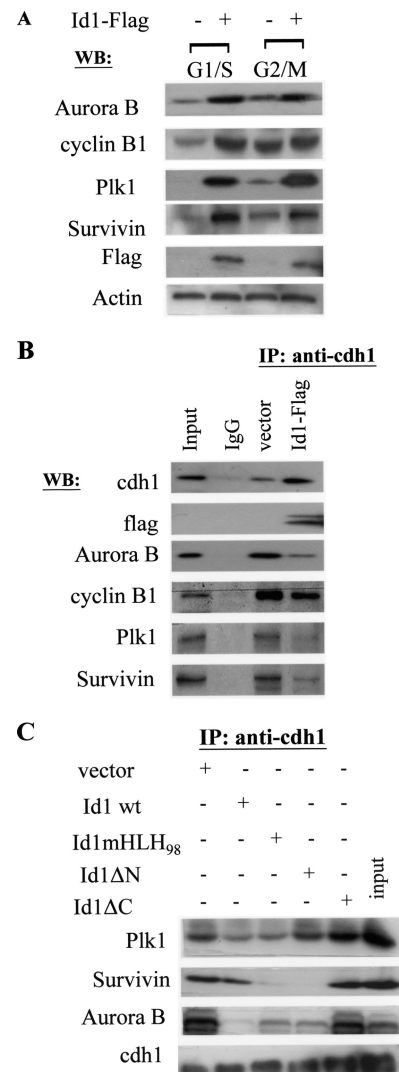 A Id1-Flag - + - +
WB: G1/S G2/M
Aurora B
cyclin B1
Plk1
Survivin
Flag
Actin
B IP: anti-cdh1
Input IgG vector Id1-Flag
WB: cdh1
flag
Aurora B
cyclin B1
Plk1
Survivin
C IP: anti-cdh1
vector + - - - -
Id1 wt - + - - -
Id1mHLH98 - - + - -
Id1ΔN - - - + -
Id1ΔC - - - - + input
Plk1
Survivin
Aurora B
cdh1